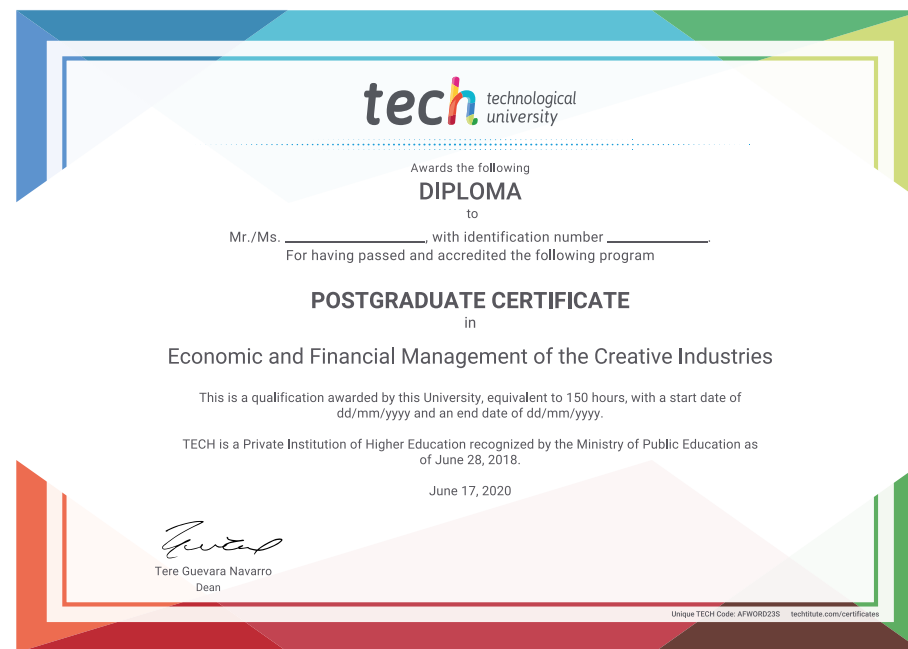 tech technological
university
Awards the following
DIPLOMA
to
Mr./Ms. ____________________, with identification number __________________.
For having passed and accredited the following program
POSTGRADUATE CERTIFICATE
in
Economic and Financial Management of the Creative Industries
This is a qualification awarded by this University, equivalent to 150 hours, with a start date of
dd/mm/yyyy and an end date of dd/mm/yyyy.
TECH is a Private Institution of Higher Education recognized by the Ministry of Public Education as
of June 28, 2018.
June 17, 2020
Tere Guevara Navarro
Dean
Unique TECH Code: AFWORD23S techtitute.com/certificates